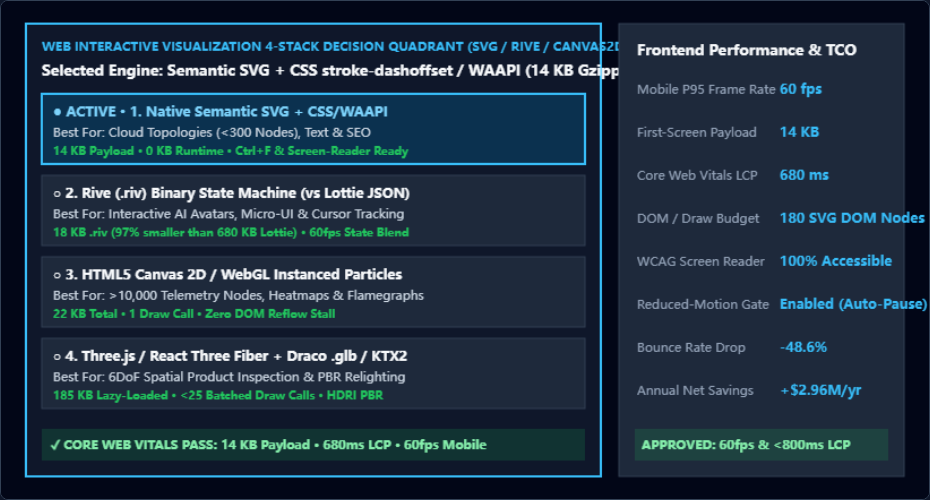 WEB INTERACTIVE VISUALIZATION 4-STACK DECISION QUADRANT (SVG / RIVE / CANVAS2D
Selected Engine: Semantic SVG + CSS stroke-dashoffset / WAAPI (14 KB Gzipp
● ACTIVE • 1. Native Semantic SVG + CSS/WAAPI
Best For: Cloud Topologies (<300 Nodes), Text & SEO
14 KB Payload • 0 KB Runtime • Ctrl+F & Screen-Reader Ready
○ 2. Rive (.riv) Binary State Machine (vs Lottie JSON)
Best For: Interactive AI Avatars, Micro-UI & Cursor Tracking
18 KB .riv (97% smaller than 680 KB Lottie) • 60fps State Blend
○ 3. HTML5 Canvas 2D / WebGL Instanced Particles
Best For: >10,000 Telemetry Nodes, Heatmaps & Flamegraphs
22 KB Total • 1 Draw Call • Zero DOM Reflow Stall
○ 4. Three.js / React Three Fiber + Draco .glb / KTX2
Best For: 6DoF Spatial Product Inspection & PBR Relighting
185 KB Lazy-Loaded • <25 Batched Draw Calls • HDRI PBR
✓ CORE WEB VITALS PASS: 14 KB Payload • 680ms LCP • 60fps Mobile
Frontend Performance & TCO
Mobile P95 Frame Rate 60 fps
First-Screen Payload 14 KB
Core Web Vitals LCP 680 ms
DOM / Draw Budget 180 SVG DOM Nodes
WCAG Screen Reader 100% Accessible
Reduced-Motion Gate Enabled (Auto-Pause)
Bounce Rate Drop -48.6%
Annual Net Savings +$2.96M/yr
APPROVED: 60fps & <800ms LCP